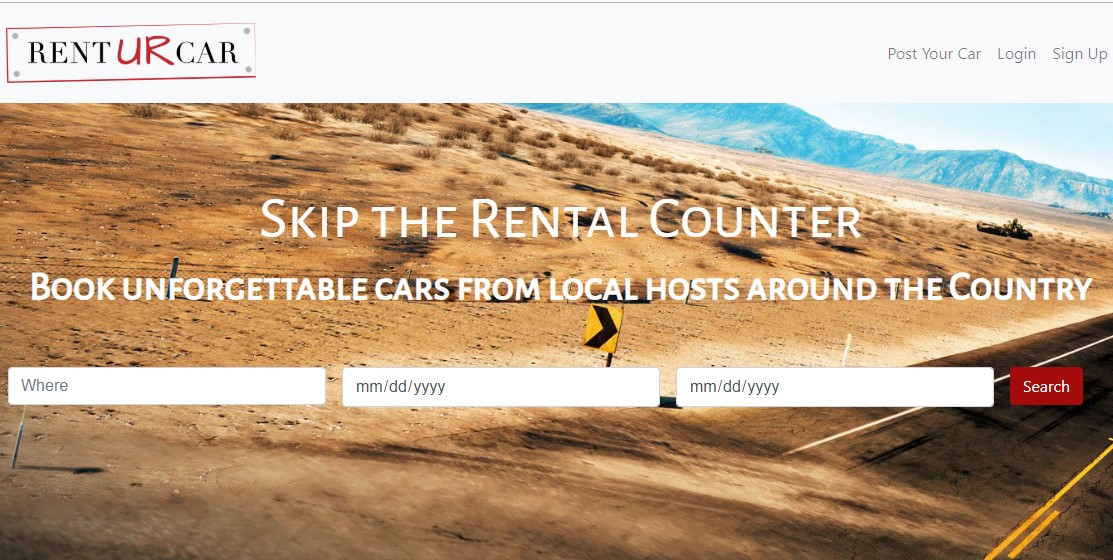 RENT UR CAR
Post Your Car Login Sign Up
Skip the Rental Counter
Book unforgettable cars from local hosts around the Country
Where mm/dd/yyyy mm/dd/yyyy Search